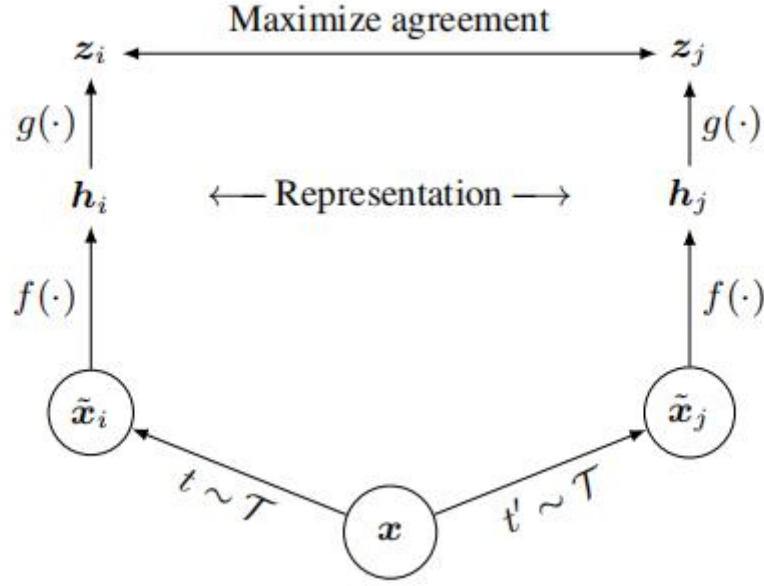 Maximize agreement
z_i z_j
g(·) g(·)
h_i ←— Representation —→ h_j
f(·) f(·)
x̃_i x̃_j
t ~ 𝒯 t' ~ 𝒯
x